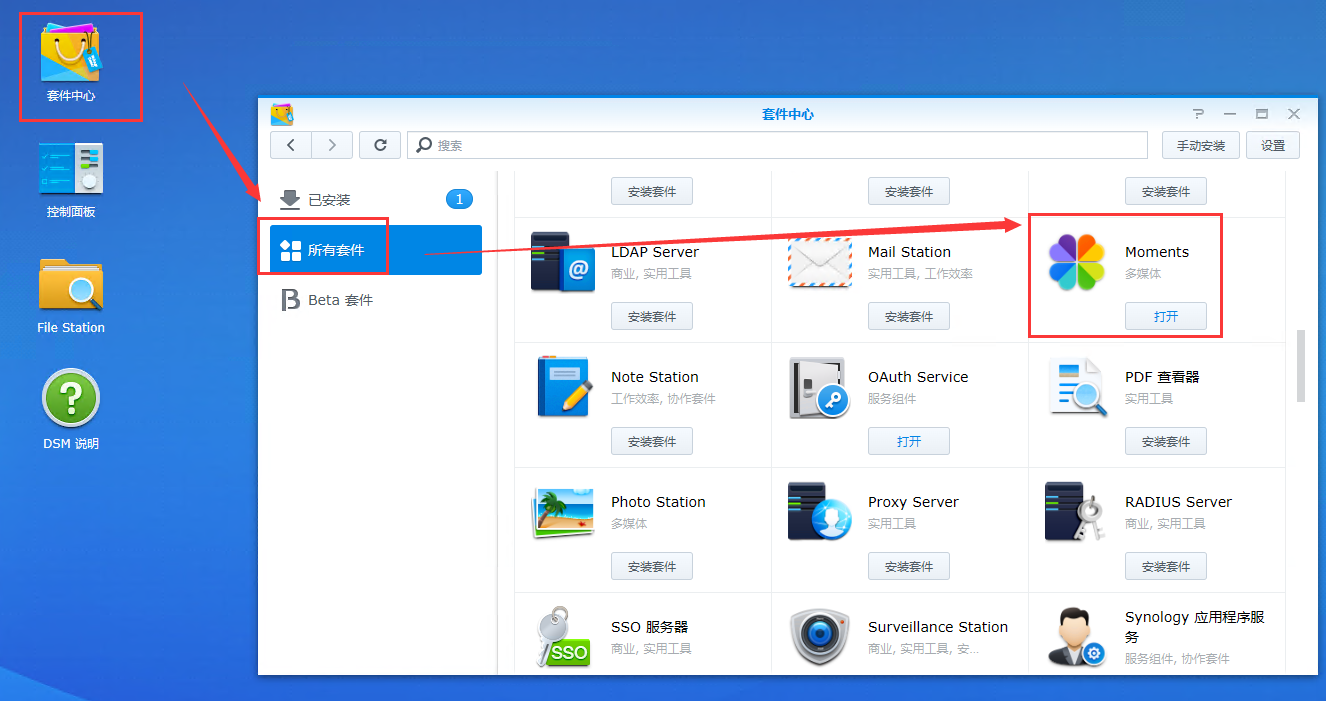 套件中心
控制面板
File Station
DSM 说明
套件中心
搜索
手动安装
设置
已安装
1
所有套件
Beta 套件
安装套件
安装套件
安装套件
LDAP Server
商业, 实用工具
安装套件
Mail Station
实用工具, 工作效率
安装套件
Moments
多媒体
打开
Note Station
工作效率, 协作套件
安装套件
OAuth Service
服务组件
打开
PDF 查看器
实用工具
安装套件
Photo Station
多媒体
安装套件
Proxy Server
实用工具
安装套件
RADIUS Server
商业, 实用工具
安装套件
SSO
SSO 服务器
商业, 实用工具
Surveillance Station
商业, 实用工具, 安...
Synology 应用程序服
务
服务组件, 协作套件